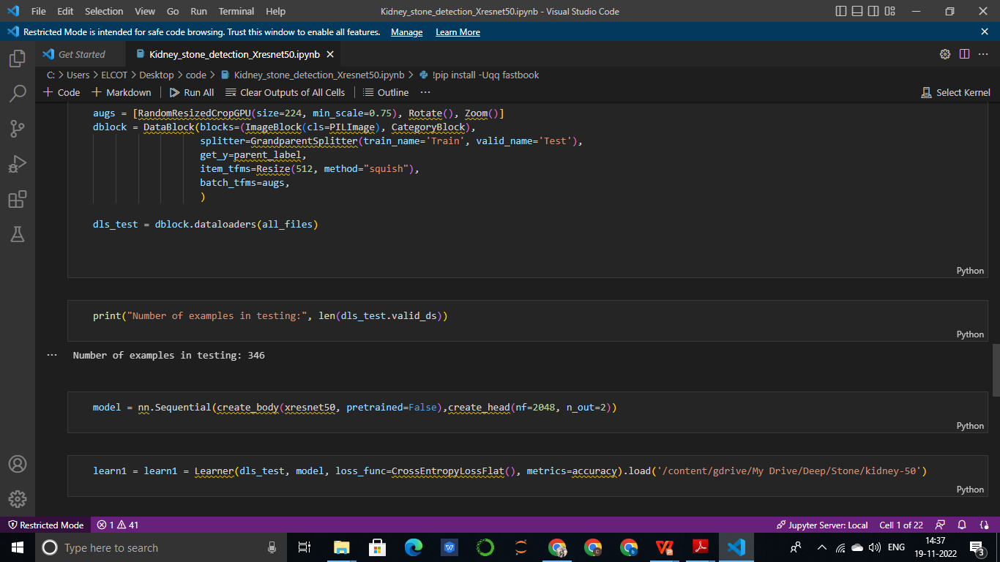 File Edit Selection View Go Run Terminal Help Kidney_stone_detection_Xresnet50.ipynb - Visual Studio Code
Restricted Mode is intended for safe code browsing. Trust this window to enable all features. Manage Learn More
Get Started Kidney_stone_detection_Xresnet50.ipynb
C: > Users > ELCOT > Desktop > code > Kidney_stone_detection_Xresnet50.ipynb > !pip install -Uqq fastbook
+ Code + Markdown Run All Clear Outputs of All Cells Outline ··· Select Kernel
augs = [RandomResizedCropGPU(size=224, min_scale=0.75), Rotate(), Zoom()]
dblock = DataBlock(blocks=(ImageBlock(cls=PILImage), CategoryBlock),
splitter=GrandparentSplitter(train_name='Train', valid_name='Test'),
get_y=parent_label,
item_tfms=Resize(512, method="squish"),
batch_tfms=augs,
)
dls_test = dblock.dataloaders(all_files)
Python
print("Number of examples in testing:", len(dls_test.valid_ds))
Python
··· Number of examples in testing: 346
model = nn.Sequential(create_body(xresnet50, pretrained=False),create_head(nf=2048, n_out=2))
Python
learn1 = learn1 = Learner(dls_test, model, loss_func=CrossEntropyLossFlat(), metrics=accuracy).load('/content/gdrive/My Drive/Deep/Stone/kidney-50')
Python
Restricted Mode 1 41 Jupyter Server: Local Cell 1 of 22
Type here to search ENG 14:37
19-11-2022 3